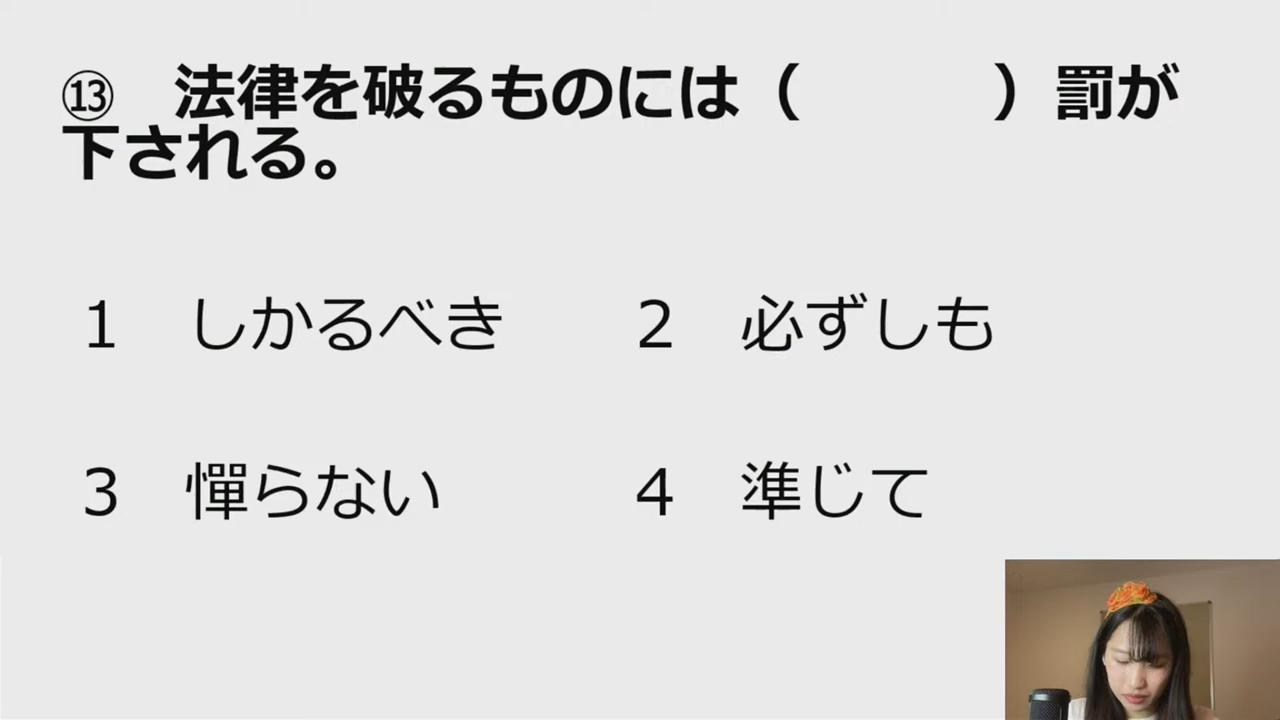 ⑬　法律を破るものには（　　　）罰が
下される。
1　しかるべき　　2　必ずしも
3　憚らない　　4　準じて